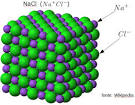 NaCl (Na⁺Cl⁻)
Na⁺
Cl⁻
fonte: Wikipedia